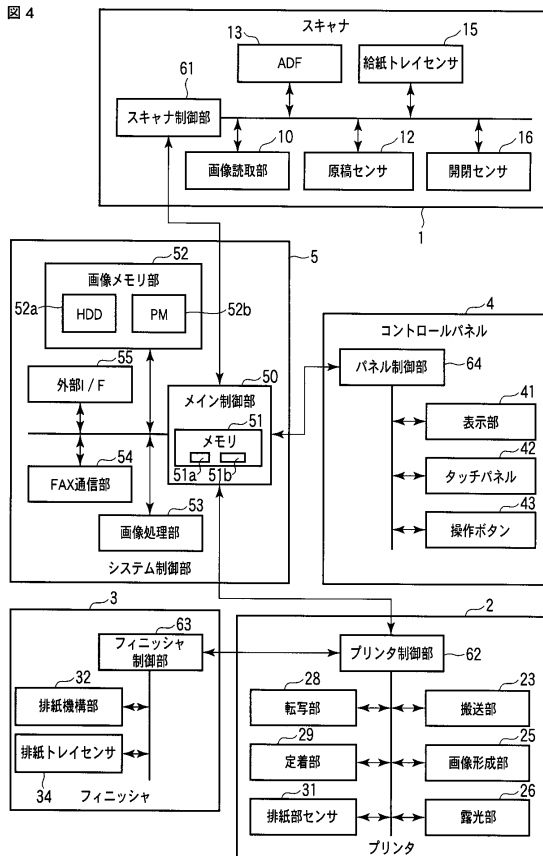 図4
スキャナ
13
ADF
15
給紙トレイセンサ
61
スキャナ制御部
画像読取部
10
原稿センサ
12
開閉センサ
16
1
5
52
画像メモリ部
52a
HDD
PM
52b
55
外部I/F
50
メイン制御部
51
メモリ
51a
51b
54
FAX通信部
53
画像処理部
システム制御部
4
コントロールパネル
パネル制御部
64
41
表示部
42
タッチパネル
43
操作ボタン
3
63
フィニッシャ
制御部
32
排紙機構部
排紙トレイセンサ
34
フィニッシャ
2
プリンタ制御部
62
28
転写部
23
搬送部
29
定着部
25
画像形成部
31
排紙部センサ
26
露光部
プリンタ